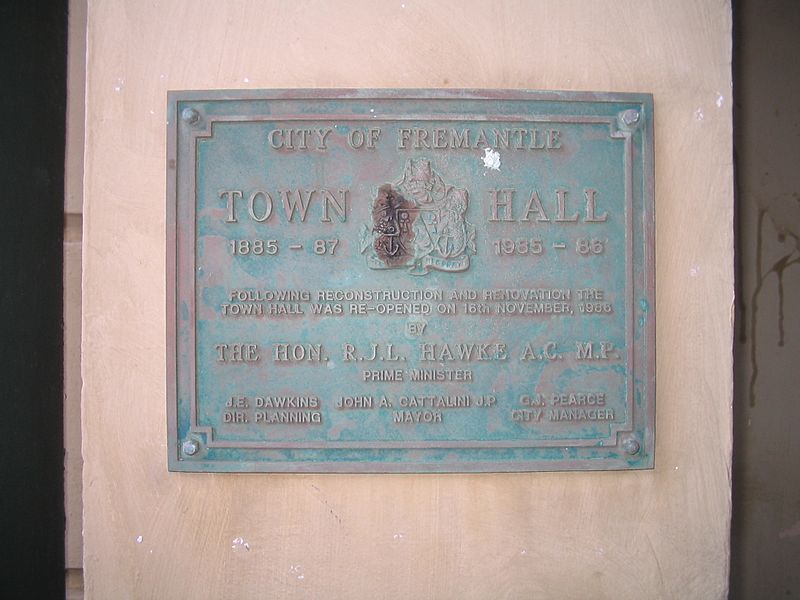 CITY OF FREMANTLE
TOWN HALL
1885 - 87 1985 - 86
FOLLOWING RECONSTRUCTION AND RENOVATION THE
TOWN HALL WAS RE-OPENED ON 16th NOVEMBER, 1986
BY
THE HON. R.J.L. HAWKE A.C. M.P.
PRIME MINISTER
J.E. DAWKINS JOHN A. CATTALINI J.P G.J. PEARCE
DIR. PLANNING MAYOR CITY MANAGER